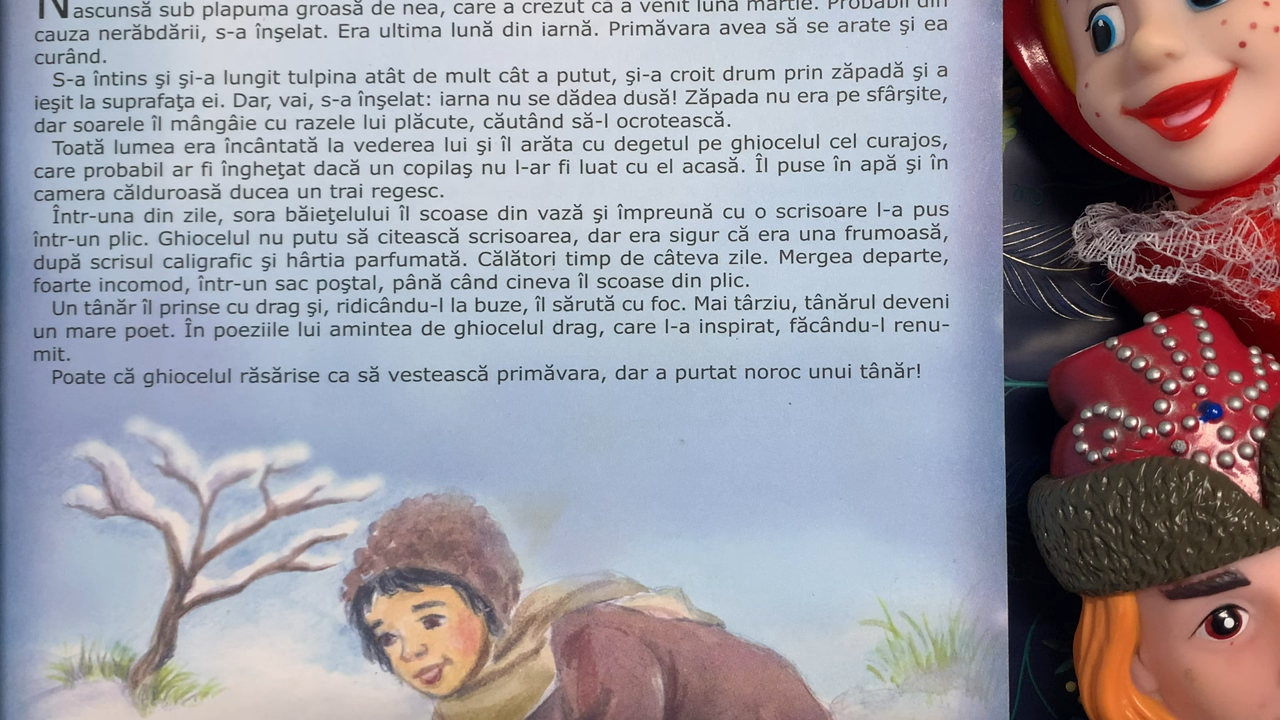 Nascunsă sub plapuma groasă de nea, care a crezut că a venit luna martie. Probabil din
cauza nerăbdării, s-a înşelat. Era ultima lună din iarnă. Primăvara avea să se arate şi ea
curând.
S-a întins şi şi-a lungit tulpina atât de mult cât a putut, şi-a croit drum prin zăpadă şi a
ieşit la suprafaţa ei. Dar, vai, s-a înşelat: iarna nu se dădea dusă! Zăpada nu era pe sfârşite,
dar soarele îl mângâie cu razele lui plăcute, căutând să-l ocrotească.
Toată lumea era încântată la vederea lui şi îl arăta cu degetul pe ghiocelul cel curajos,
care probabil ar fi îngheţat dacă un copilaş nu l-ar fi luat cu el acasă. Îl puse în apă şi în
camera călduroasă ducea un trai regesc.
Într-una din zile, sora băieţelului îl scoase din vază şi împreună cu o scrisoare l-a pus
într-un plic. Ghiocelul nu putu să citească scrisoarea, dar era sigur că era una frumoasă,
după scrisul caligrafic şi hârtia parfumată. Călători timp de câteva zile. Mergea departe,
foarte incomod, într-un sac poştal, până când cineva îl scoase din plic.
Un tânăr îl prinse cu drag şi, ridicându-l la buze, îl sărută cu foc. Mai târziu, tânărul deveni
un mare poet. În poeziile lui amintea de ghiocelul drag, care l-a inspirat, făcându-l renu-
mit.
Poate că ghiocelul răsărise ca să vestească primăvara, dar a purtat noroc unui tânăr!